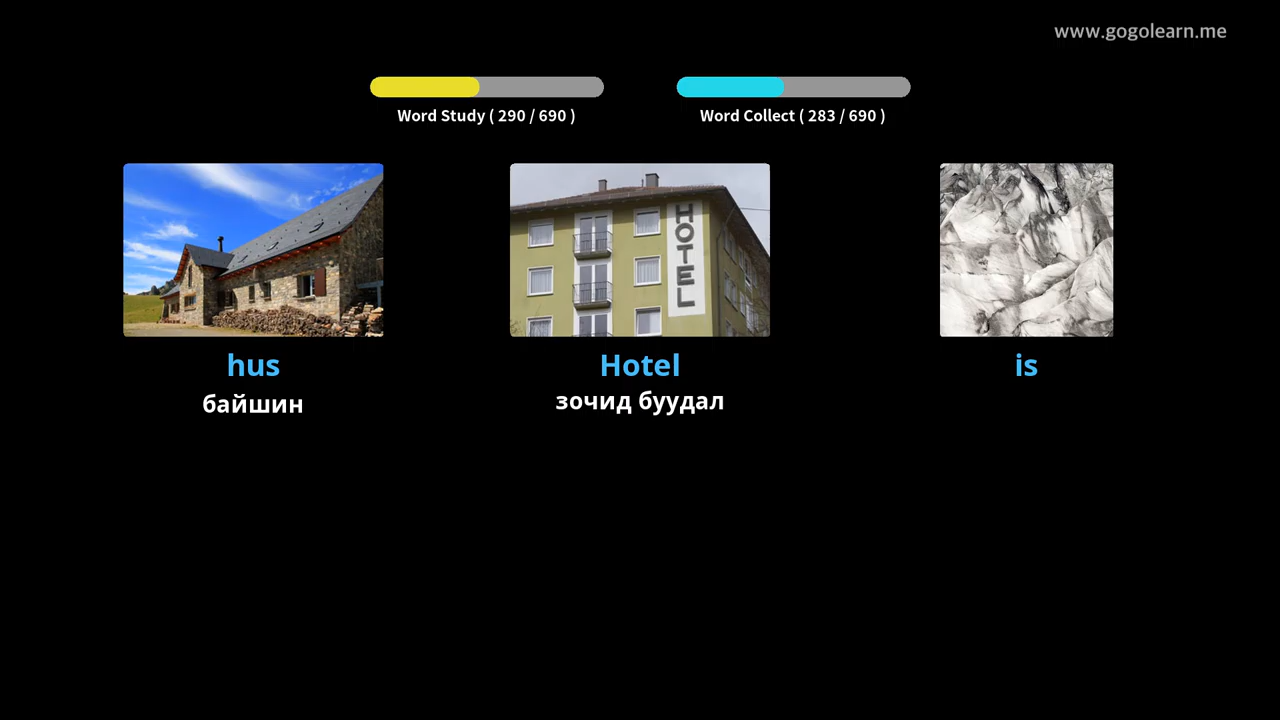 www.gogolearn.me
Word Study ( 290 / 690 )
Word Collect ( 283 / 690 )
HOTEL
hus
Hotel
is
байшин
зочид буудал